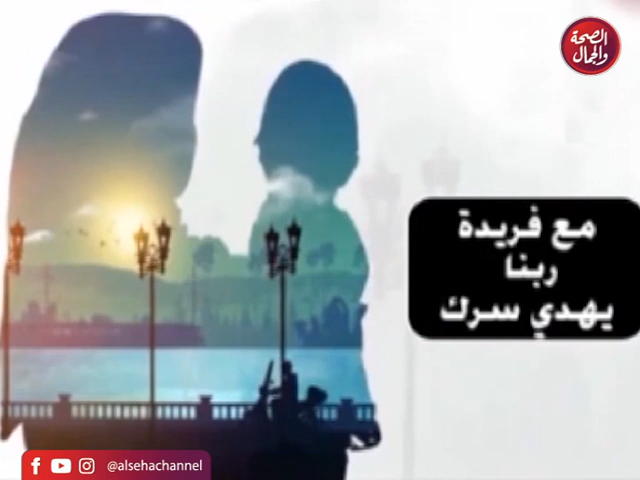 الصحة
والجمال
مع فريدة
ربنا
يهدي سرك
@alsehachannel